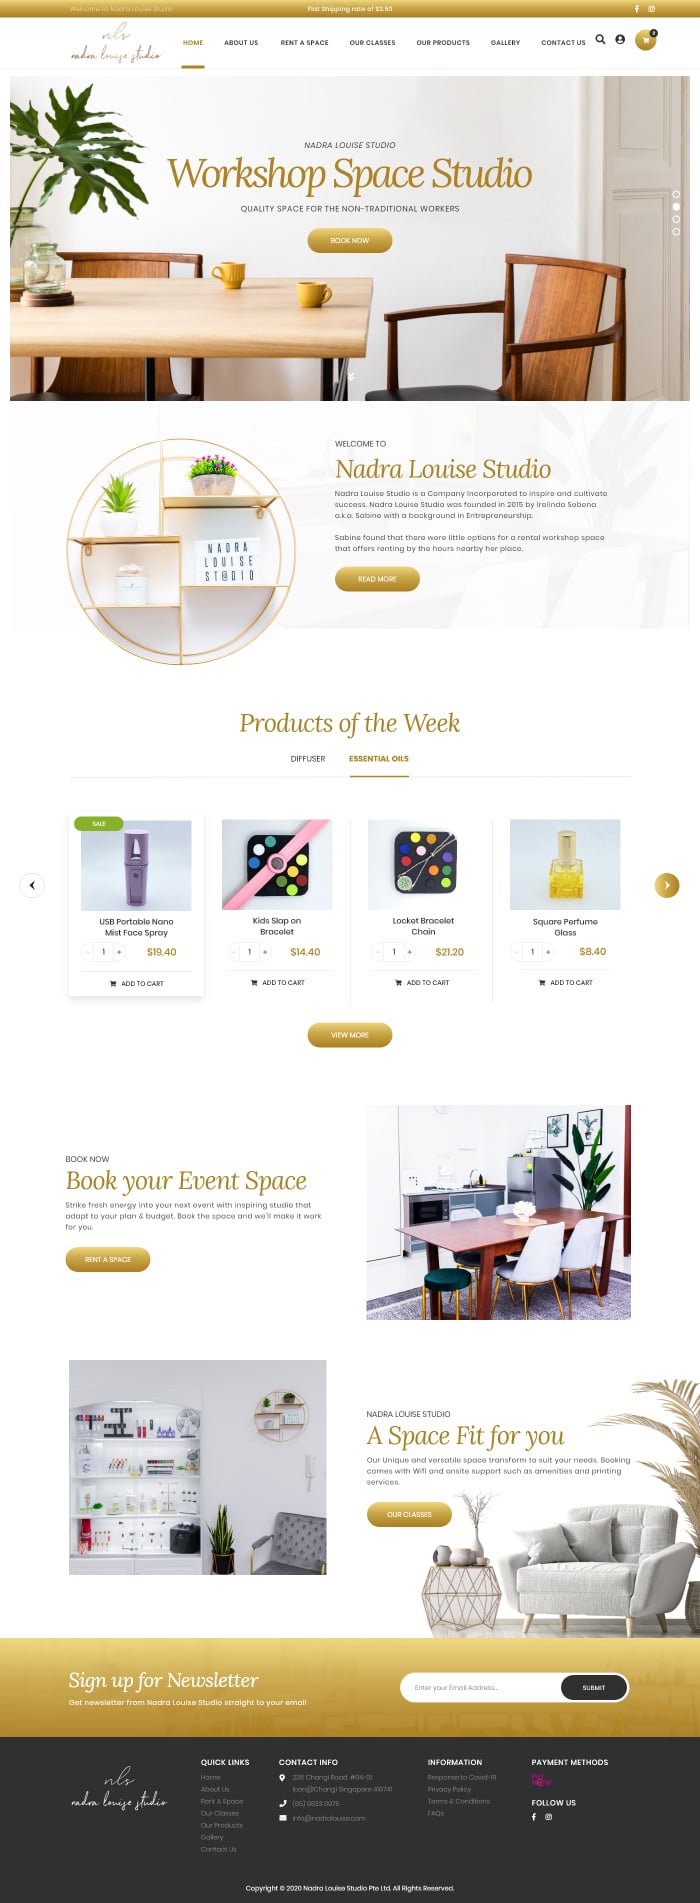 Welcome to Nadra Louise Studio
Flat Shipping rate of $3.50
nls
nadra louise studio
HOME
ABOUT US
RENT A SPACE
OUR CLASSES
OUR PRODUCTS
GALLERY
CONTACT US
0
NADRA LOUISE STUDIO
Workshop Space Studio
QUALITY SPACE FOR THE NON-TRADITIONAL WORKERS
BOOK NOW
NADRA
LOUISE
ST@DIO
WELCOME TO
Nadra Louise Studio
Nadra Louise Studio is a Company Incorporated to inspire and cultivate
success. Nadra Louise Studio was founded in 2015 by Irelinda Sebena
a.k.a. Sabine with a background in Entrepreneurship.
Sabine found that there were little options for a rental workshop space
that offers renting by the hours nearby her place.
READ MORE
Products of the Week
DIFFUSER
ESSENTIAL OILS
SALE
USB Portable Nano
Mist Face Spray
- 1 +
$19.40
ADD TO CART
Kids Slap on
Bracelet
- 1 +
$14.40
ADD TO CART
Locket Bracelet
Chain
- 1 +
$21.20
ADD TO CART
Square Perfume
Glass
- 1 +
$8.40
ADD TO CART
VIEW MORE
BOOK NOW
Book your Event Space
Strike fresh energy into your next event with inspiring studio that
adapt to your plan & budget. Book the space and we'll make it work
for you.
RENT A SPACE
NADRA LOUISE STUDIO
A Space Fit for you
Our Unique and versatile space transform to suit your needs. Booking
comes with Wifi and onsite support such as amenities and printing
services.
OUR CLASSES
Sign up for Newsletter
Get newsletter from Nadra Louise Studio straight to your email
Enter your Email Address...
SUBMIT
nls
nadra louise studio
QUICK LINKS
Home
About Us
Rent A Space
Our Classes
Our Products
Gallery
Contact Us
CONTACT INFO
226 Changi Road, #04-01
Icon@Changi Singapore 419741
(65) 9823 0975
info@nadralouise.com
INFORMATION
Response to Covid-19
Privacy Policy
Terms & Conditions
FAQs
PAYMENT METHODS
PAY
NOW
FOLLOW US
Copyright © 2020 Nadra Louise Studio Pte Ltd. All Rights Reserved.